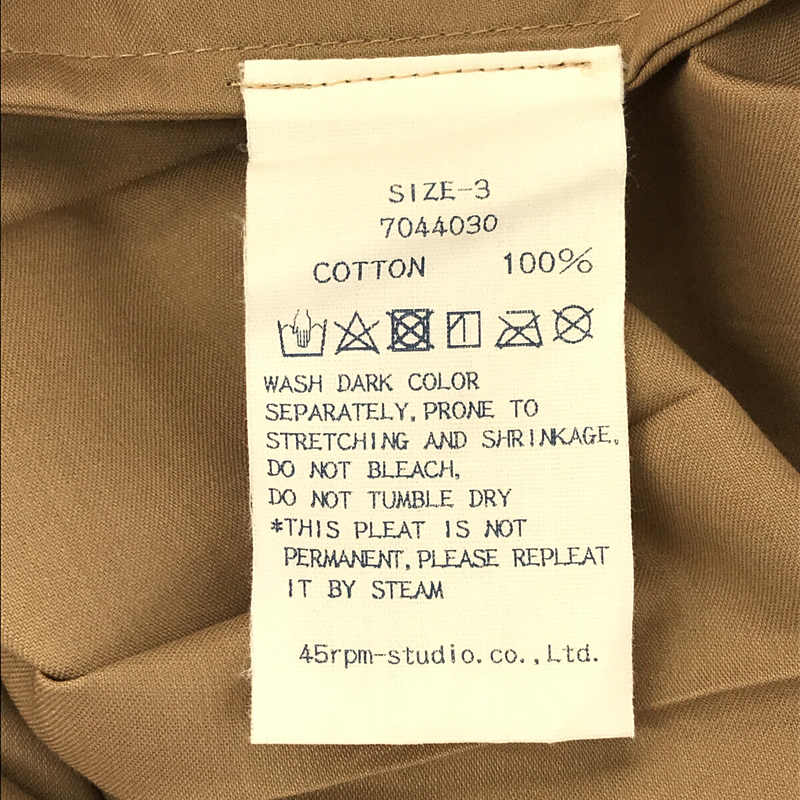 SIZE-3
7044030
COTTON 100%
WASH DARK COLOR
SEPARATELY, PRONE TO
STRETCHING AND SHRINKAGE,
DO NOT BLEACH,
DO NOT TUMBLE DRY
*THIS PLEAT IS NOT
PERMANENT, PLEASE REPLEAT
IT BY STEAM
45rpm-studio.co.,Ltd.